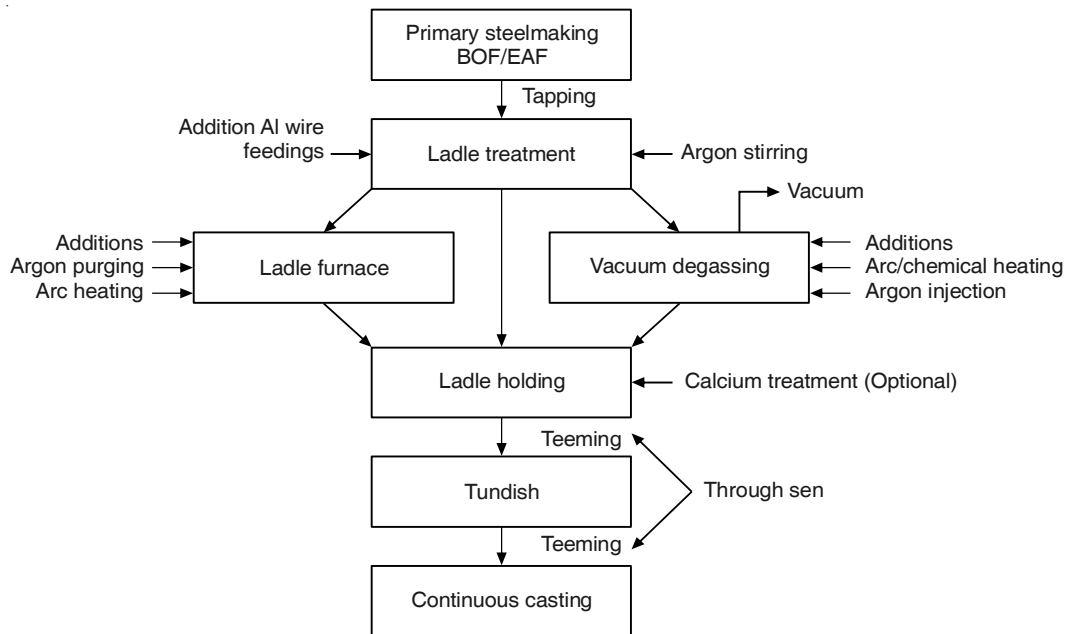 Primary steelmaking
BOF/EAF
Tapping
Addition Al wire
feedings
Ladle treatment
Argon stirring
Vacuum
Additions
Argon purging
Arc heating
Ladle furnace
Vacuum degassing
Additions
Arc/chemical heating
Argon injection
Ladle holding
Calcium treatment (Optional)
Teeming
Tundish
Through sen
Teeming
Continuous casting